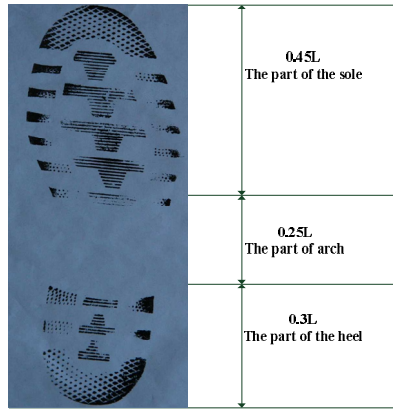 0.45L
The part of the sole
0.25L
The part of arch
0.3L
The part of the heel